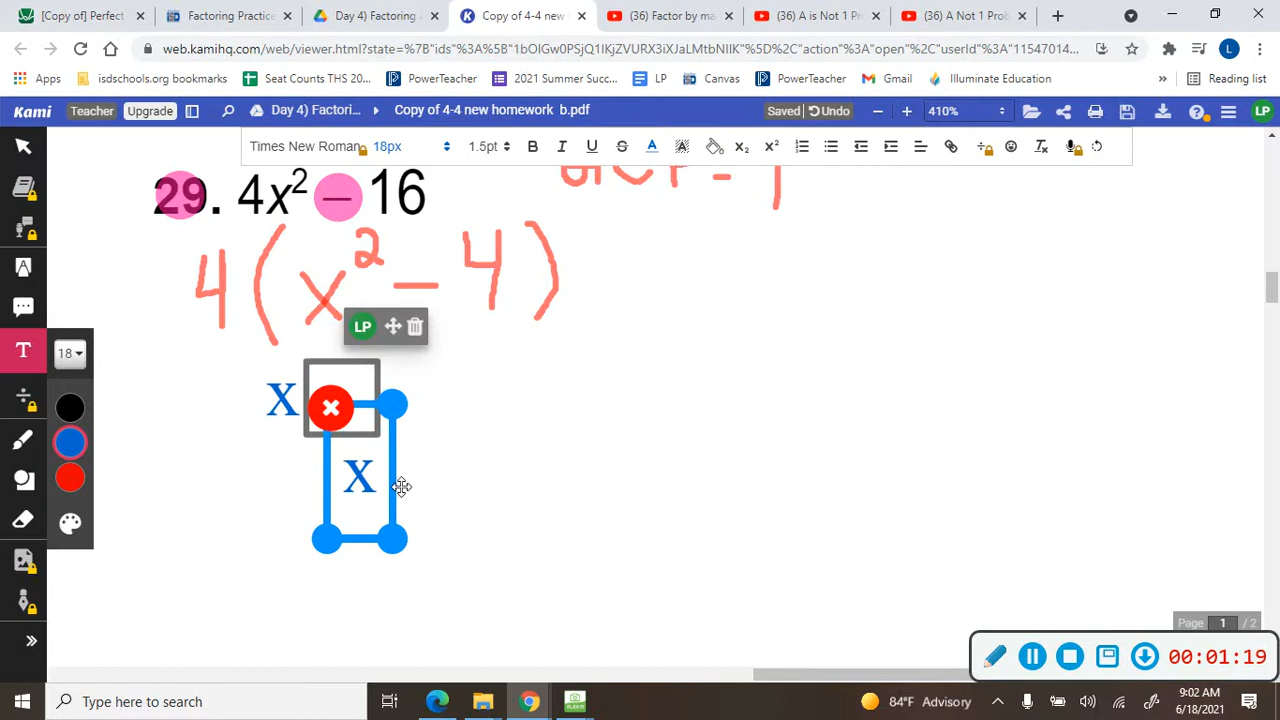 [Copy of] Perfect
Factoring Practice
Day 4) Factoring A
Copy of 4-4 new
(36) Factor by ma
(36) A is Not 1 Pr
(36) A Not 1 Prob
web.kamihq.com/web/viewer.html?state=%7B"ids"%3A%5B"1bOIGw0PSjQ1IKjZVURX3iXJaLMtbNIIK"%5D%2C"action"%3A"open"%2C"userId"%3A"11547014...
L
Apps
isdschools.org bookmarks
Seat Counts THS 20...
PowerTeacher
2021 Summer Succ...
LP
Canvas
PowerTeacher
Gmail
Illuminate Education
»
Reading list
Kami
Teacher
Upgrade
Day 4) Factori...
Copy of 4-4 new homework b.pdf
Saved
Undo
410%
LP
Times New Roman
18px
1.5pt
B I U S A
29. 4x² – 16
4(x² – 4)
LP
X
X
T
18
Page 1 / 2
00:01:19
Type here to search
84°F Advisory
9:02 AM
6/18/2021